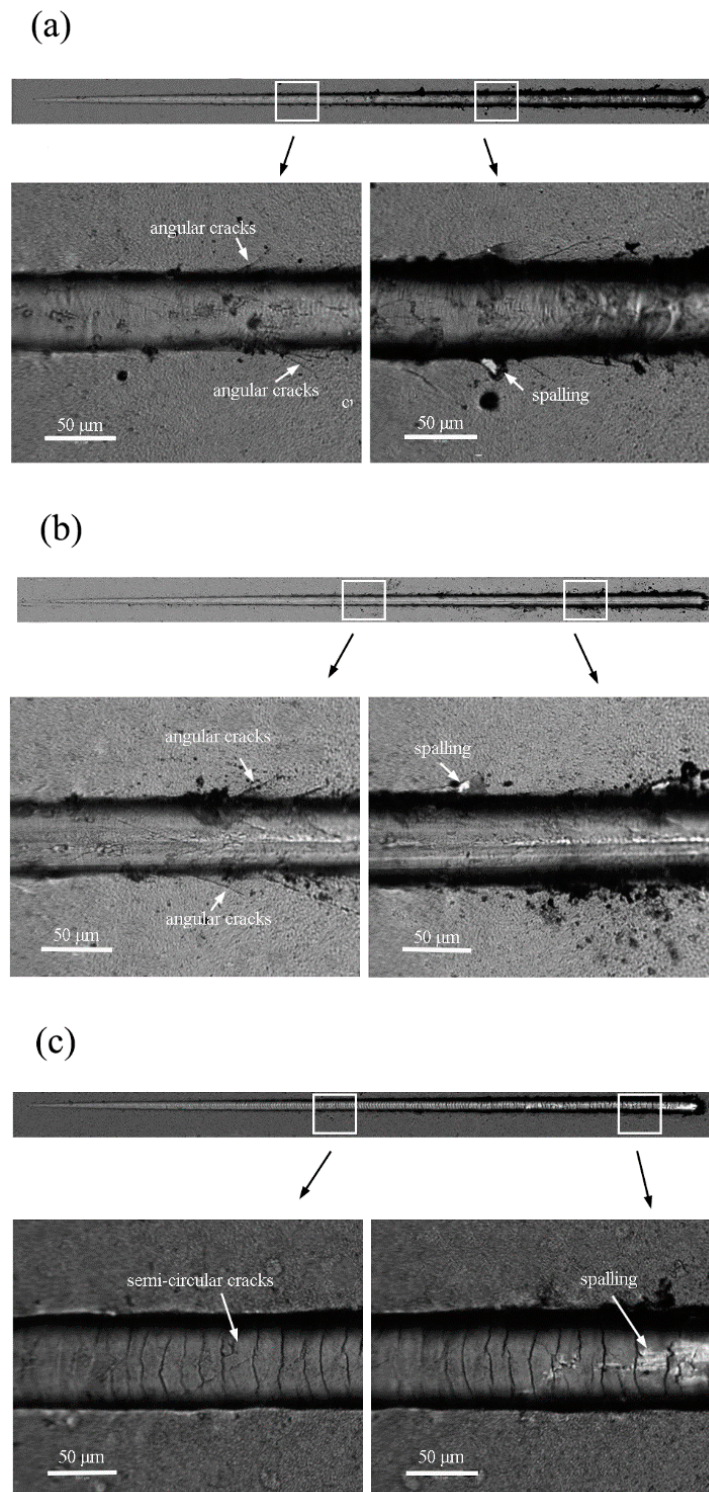 (a)
angular cracks
angular cracks
50 μm
spalling
50 μm
(b)
angular cracks
angular cracks
50 μm
spalling
50 μm
(c)
semi-circular cracks
50 μm
spalling
50 μm